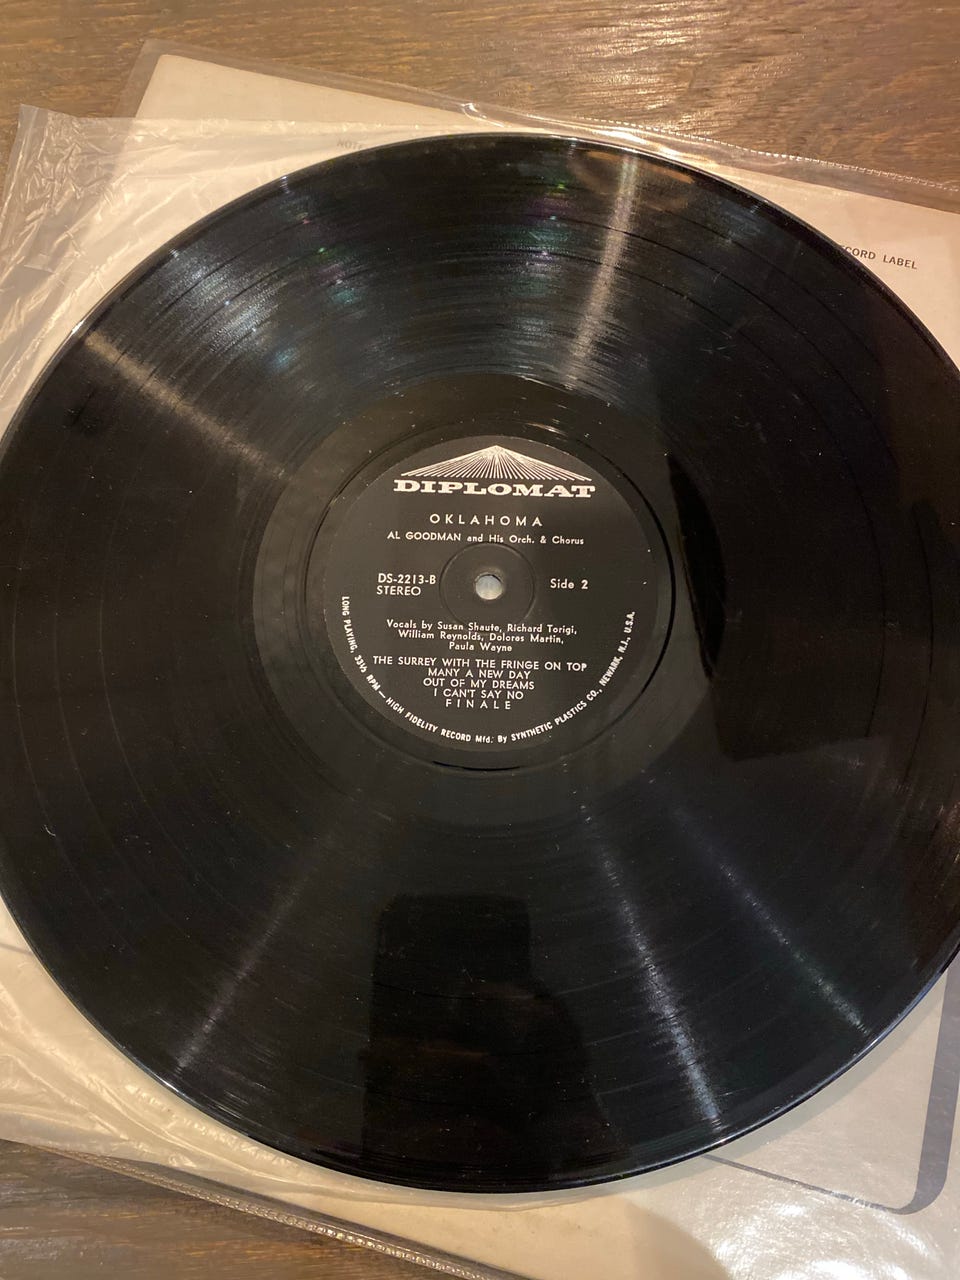 NOTE
CORD LABEL
DIPLOMAT
OKLAHOMA
AL GOODMAN and His Orch. & Chorus
DS-2213-B
STEREO
Side 2
Vocals by Susan Shaute, Richard Torigi,
William Reynolds, Dolores Martin,
Paula Wayne
THE SURREY WITH THE FRINGE ON TOP
MANY A NEW DAY
OUT OF MY DREAMS
I CAN'T SAY NO
FINALE
LONG PLAYING, 33⅓ RPM — HIGH FIDELITY RECORD Mfd. By SYNTHETIC PLASTICS CO., NEWARK, N.J., U.S.A.